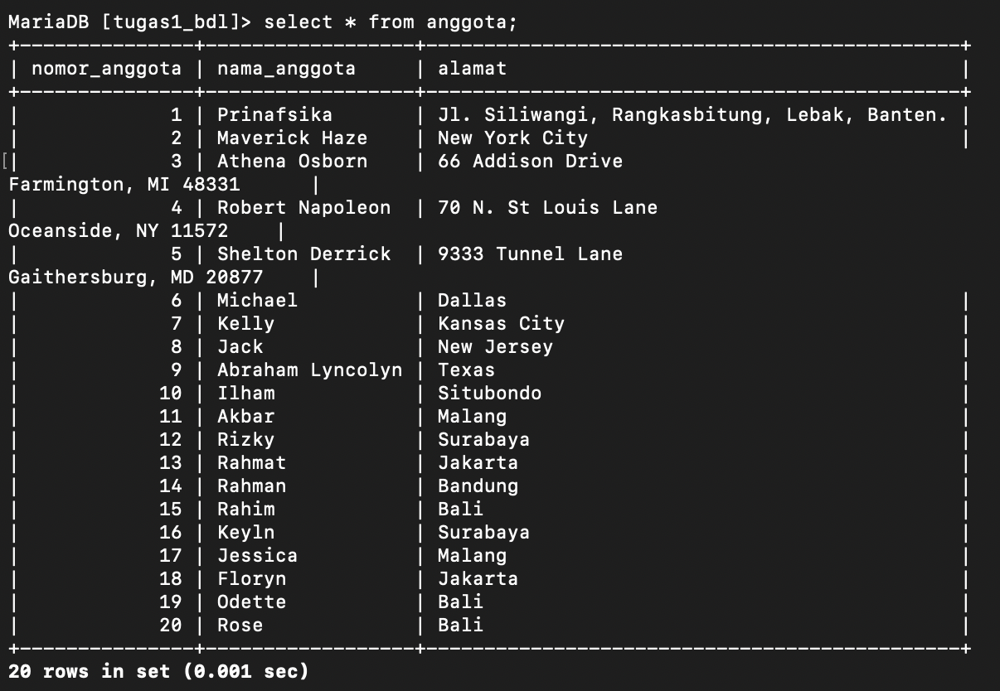 MariaDB [tugas1_bdl]> select * from anggota;
+---------------+------------------+----------------------------------------------+
| nomor_anggota | nama_anggota     | alamat                                       |
+---------------+------------------+----------------------------------------------+
|             1 | Prinafsika       | Jl. Siliwangi, Rangkasbitung, Lebak, Banten. |
|             2 | Maverick Haze    | New York City                                |
[|             3 | Athena Osborn    | 66 Addison Drive
Farmington, MI 48331      |
|             4 | Robert Napoleon  | 70 N. St Louis Lane
Oceanside, NY 11572    |
|             5 | Shelton Derrick  | 9333 Tunnel Lane
Gaithersburg, MD 20877    |
|             6 | Michael          | Dallas                                       |
|             7 | Kelly            | Kansas City                                  |
|             8 | Jack             | New Jersey                                   |
|             9 | Abraham Lyncolyn | Texas                                        |
|            10 | Ilham            | Situbondo                                    |
|            11 | Akbar            | Malang                                       |
|            12 | Rizky            | Surabaya                                     |
|            13 | Rahmat           | Jakarta                                      |
|            14 | Rahman           | Bandung                                      |
|            15 | Rahim            | Bali                                         |
|            16 | Keyln            | Surabaya                                     |
|            17 | Jessica          | Malang                                       |
|            18 | Floryn           | Jakarta                                      |
|            19 | Odette           | Bali                                         |
|            20 | Rose             | Bali                                         |
+---------------+------------------+----------------------------------------------+
20 rows in set (0.001 sec)